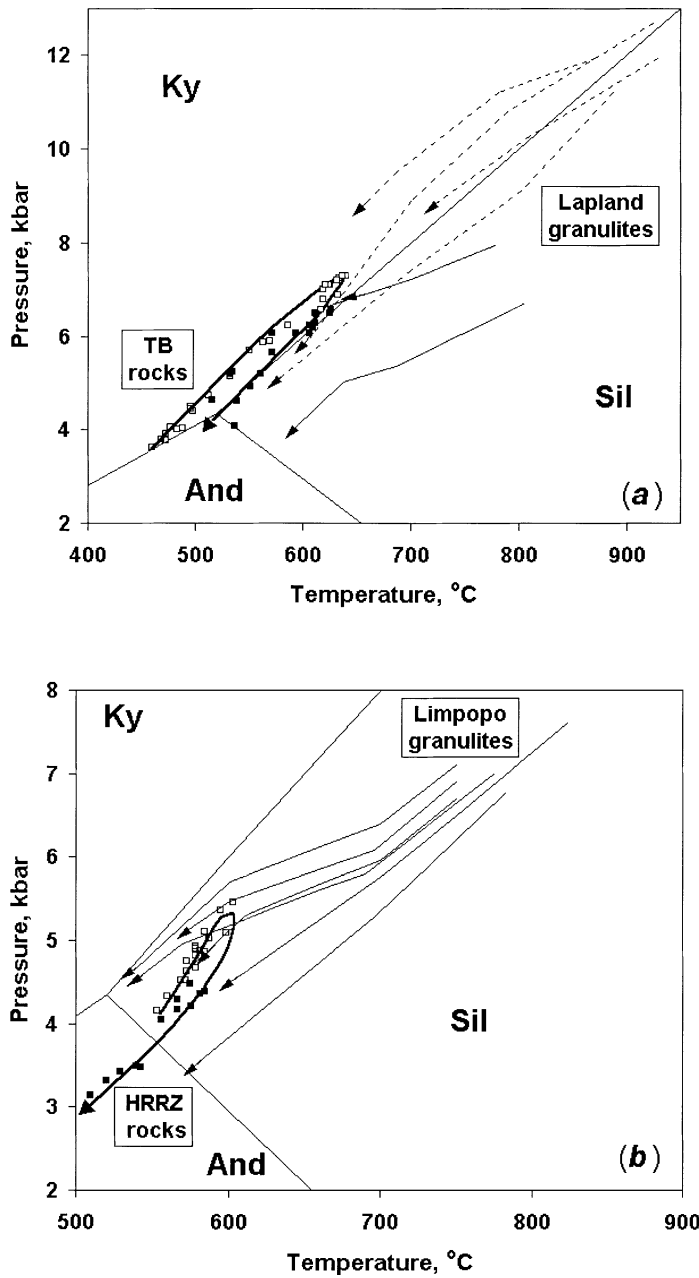 12
10
8
6
4
2
Pressure, kbar
Ky
Lapland
granulites
TB
rocks
Sil
And
(a)
400 500 600 700 800 900
Temperature, °C
8
7
6
5
4
3
2
Pressure, kbar
Ky
Limpopo
granulites
Sil
HRRZ
rocks
And
(b)
500 600 700 800 900
Temperature, °C